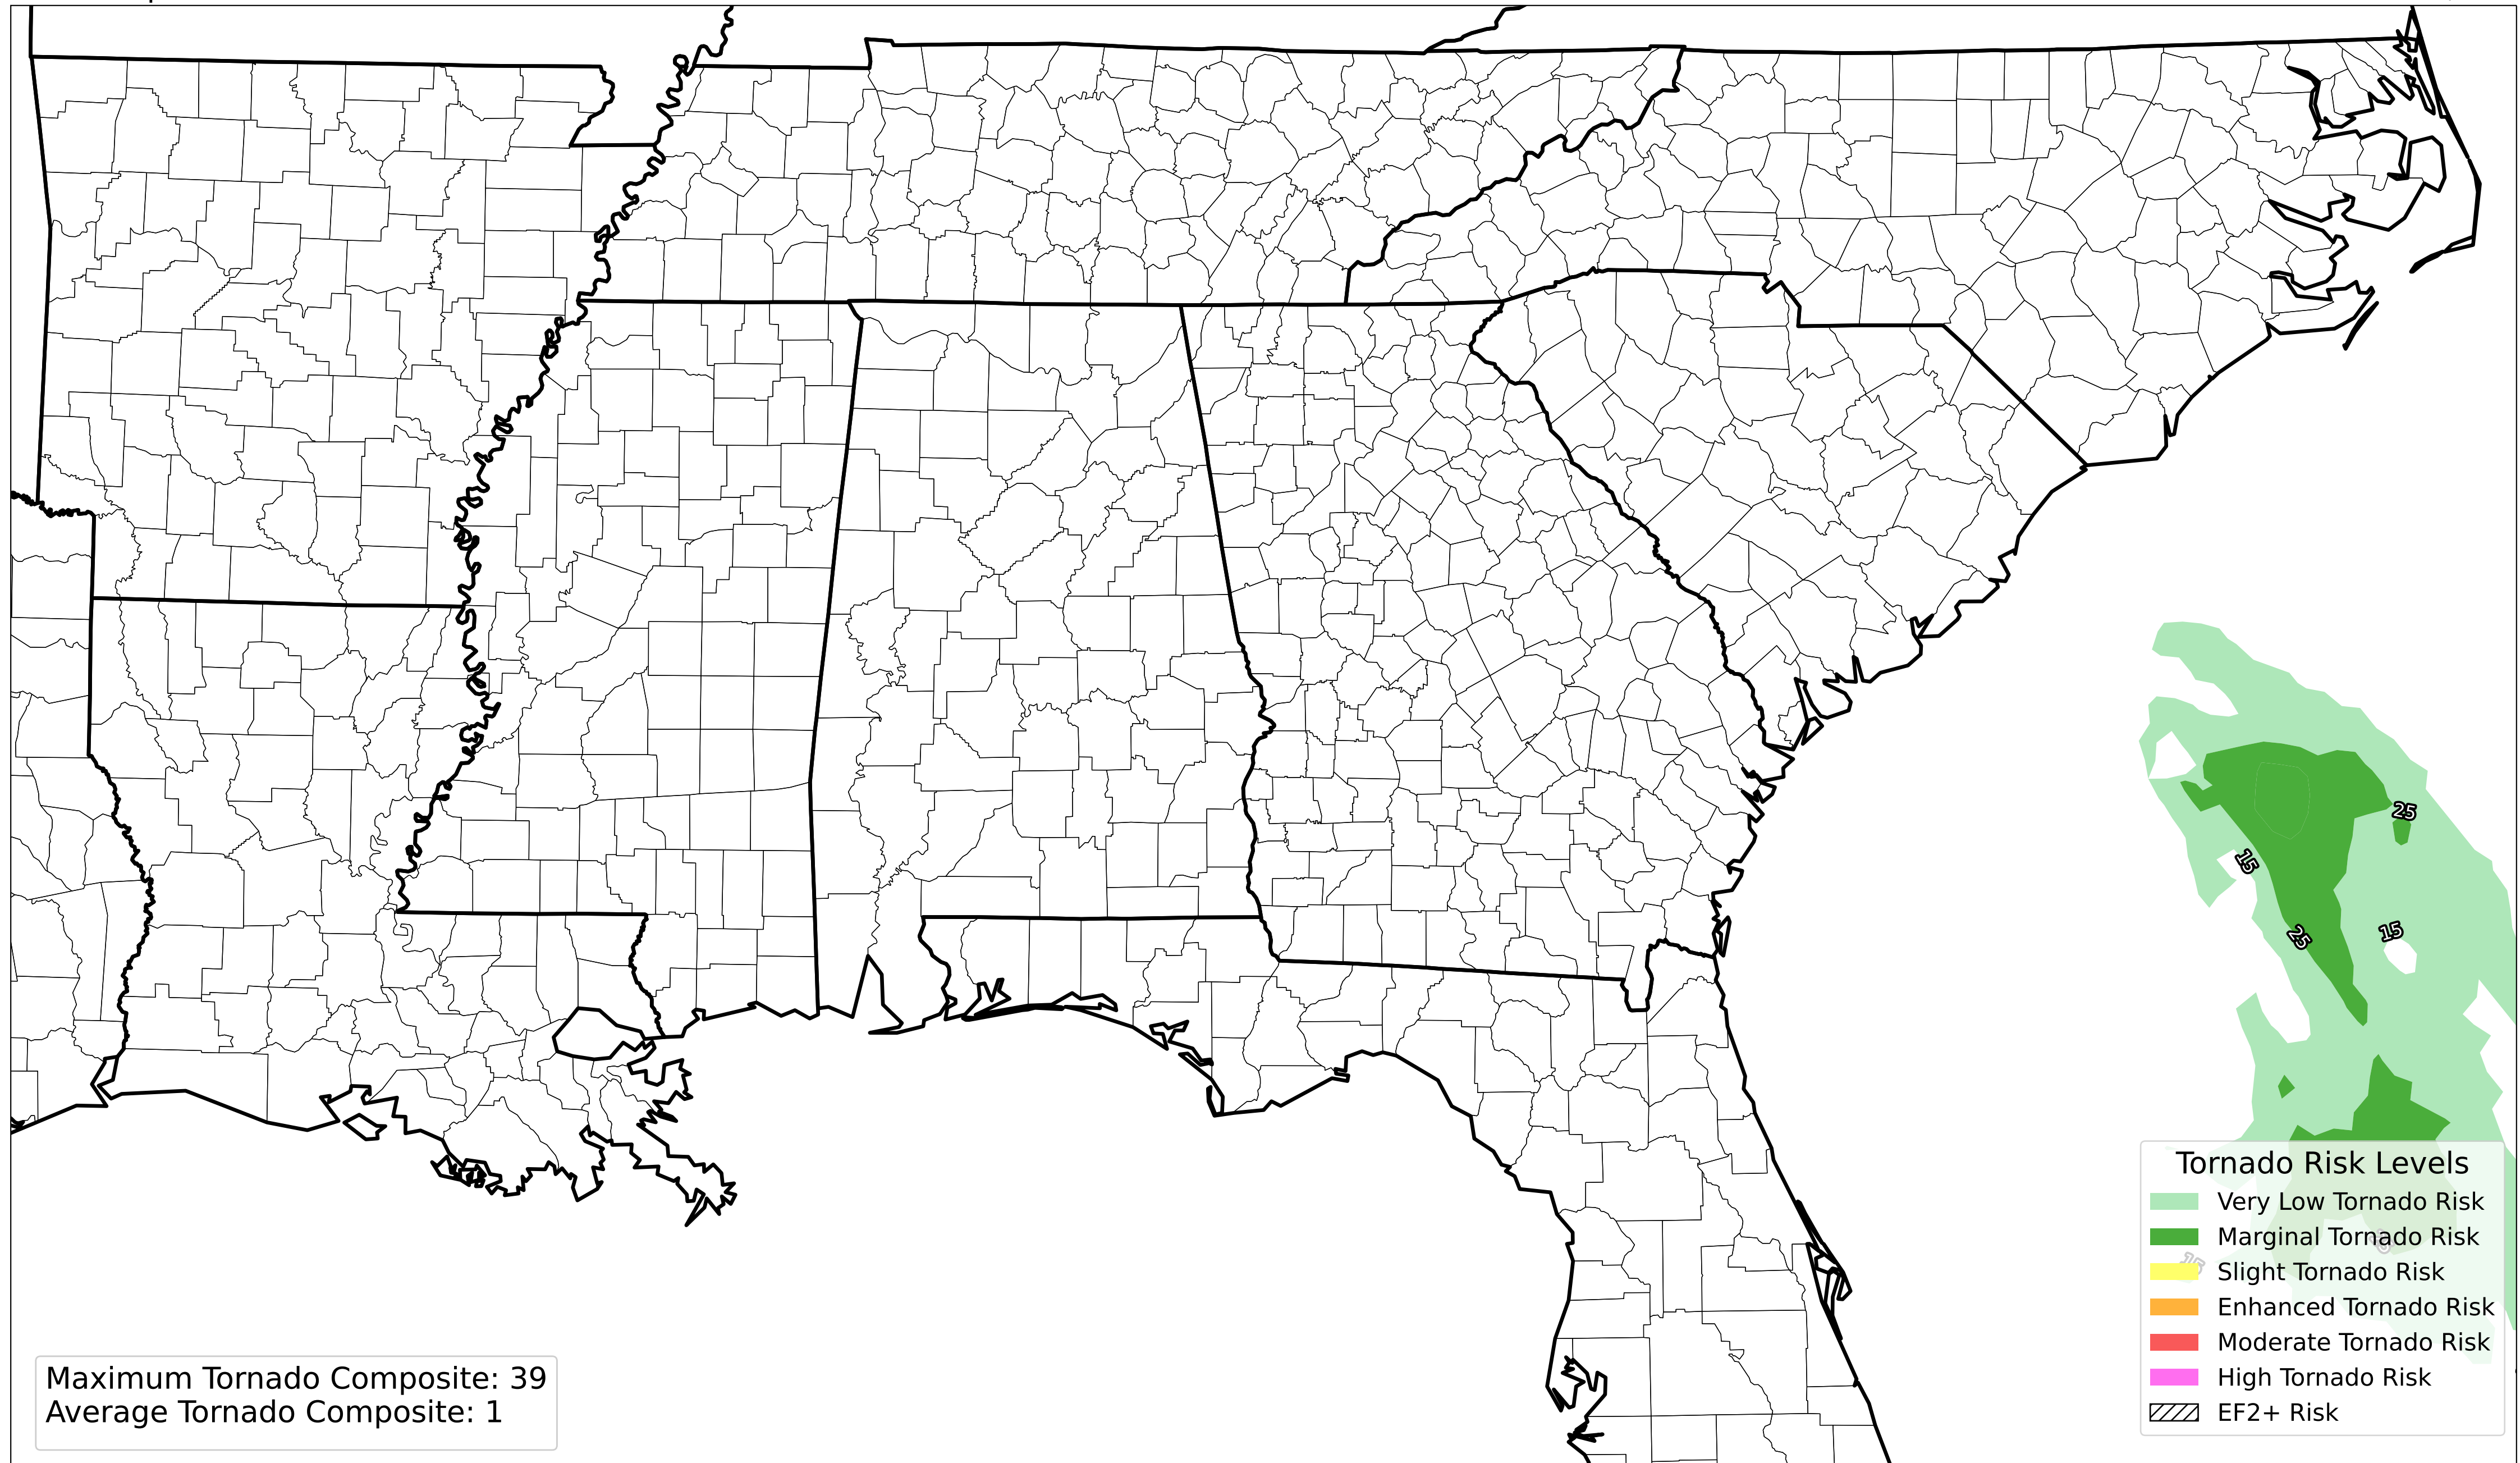 25
15
25
15
Tornado Risk Levels
Very Low Tornado Risk
Marginal Tornado Risk
Slight Tornado Risk
Enhanced Tornado Risk
Moderate Tornado Risk
High Tornado Risk
EF2+ Risk
15
Maximum Tornado Composite: 39
Average Tornado Composite: 1